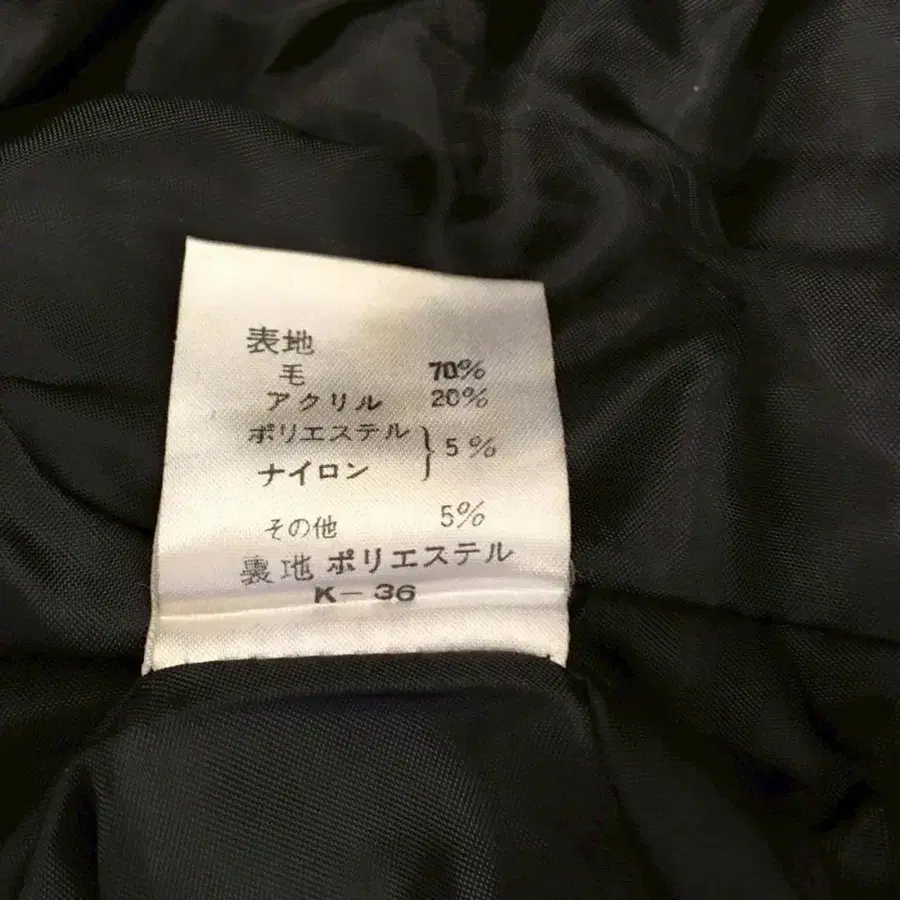 表地
毛 70%
アクリル 20%
ポリエステル
ナイロン } 5%
その他 5%
裏地 ポリエステル
K-36